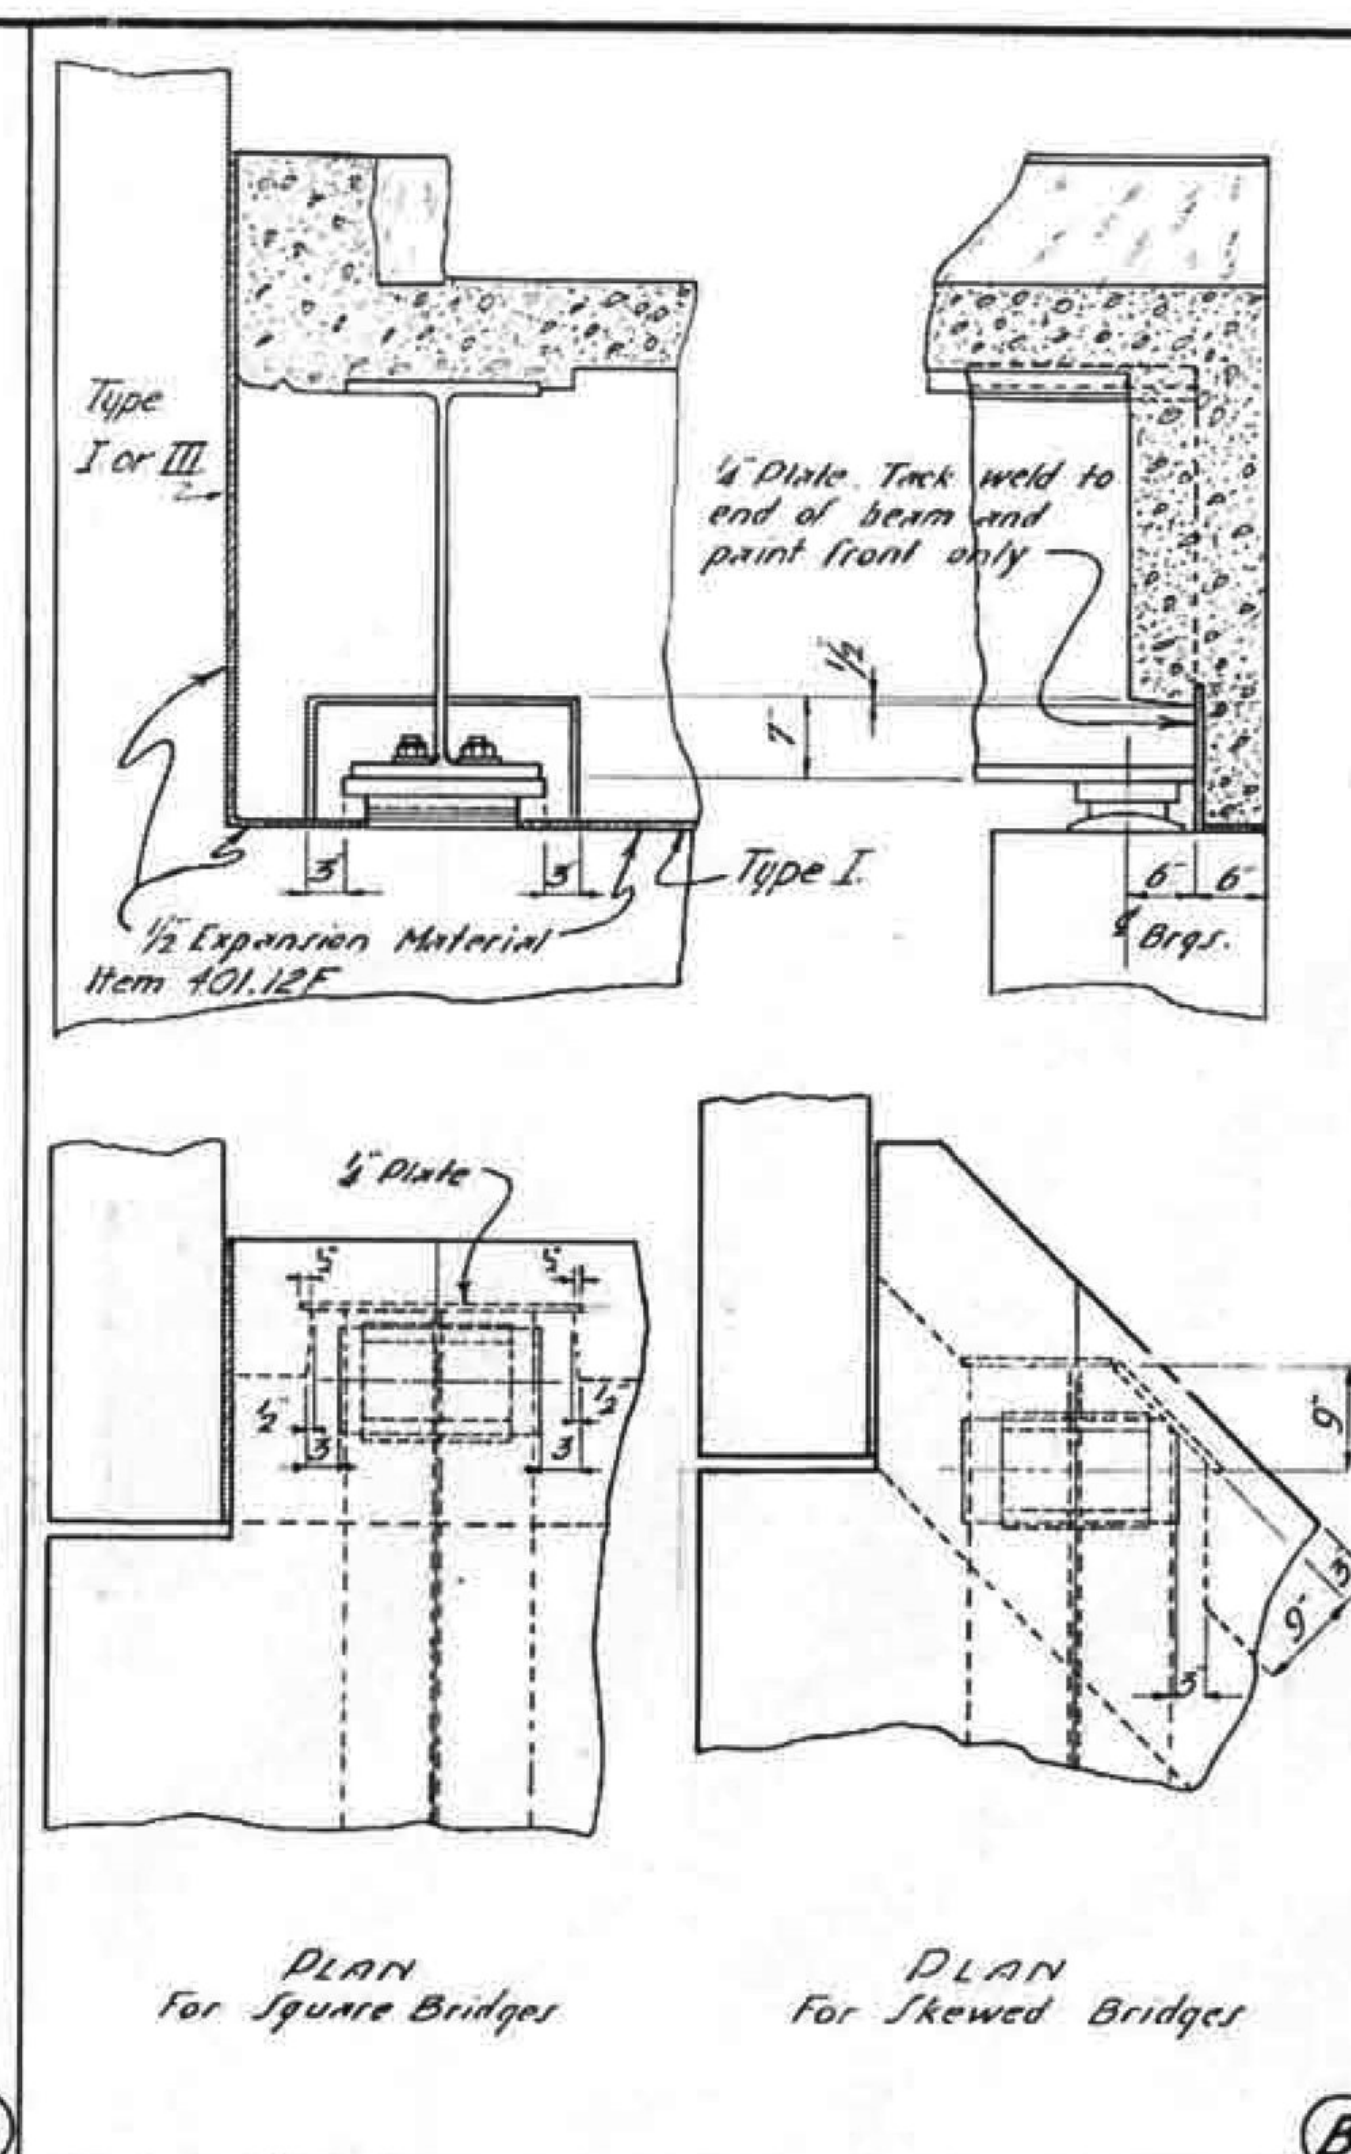 Type
I or III
1/4" Plate. Tack weld to
end of beam and
paint front only
1/2"
7"
3"
3"
Type I.
6"
6"
℄ Brgs.
1/2" Expansion Material
Item 401.12F
1/4" Plate
1/2"
1/2"
3"
3"
9"
3"
9"
3"
PLAN
For Square Bridges
PLAN
For Skewed Bridges
B